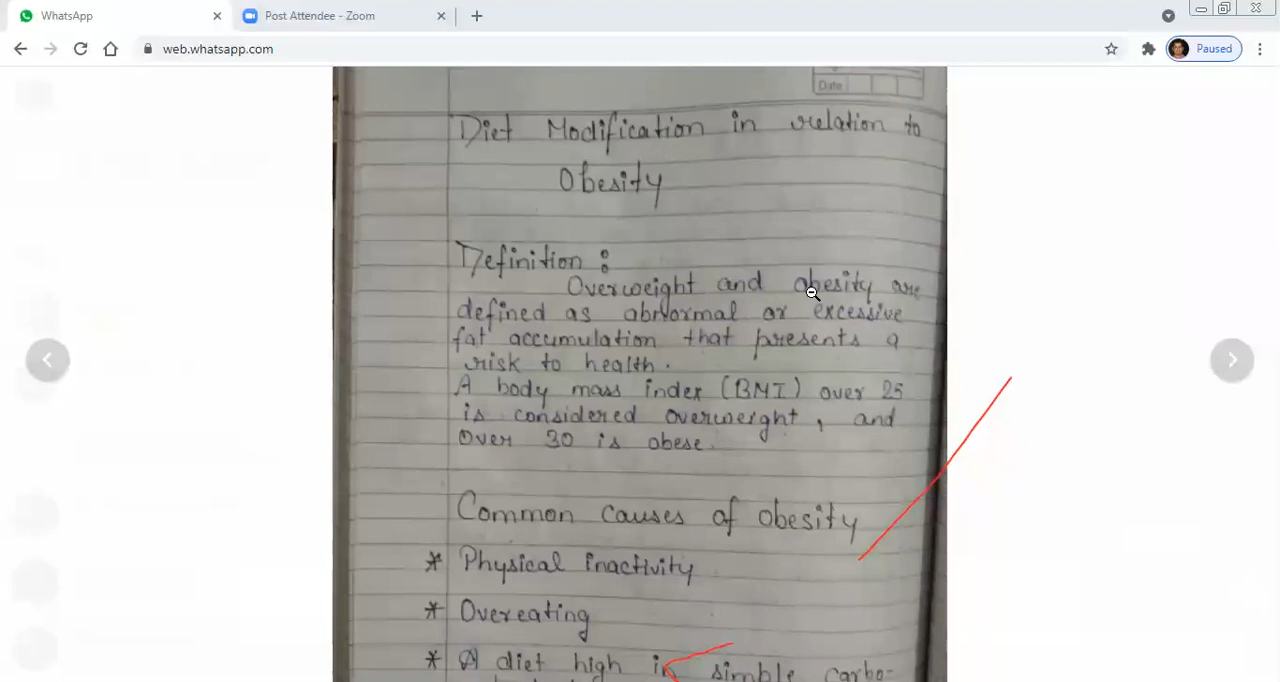 WhatsApp
Post Attendee - Zoom
web.whatsapp.com
Paused
Date
Diet Modification in relation to
Obesity
Definition :
Overweight and obesity are
defined as abnormal or excessive
fat accumulation that presents a
risk to health.
A body mass index (BMI) over 25
is considered overweight, and
over 30 is obese.
Common causes of obesity
* Physical inactivity
* Overeating
* A diet high in simple carbo-